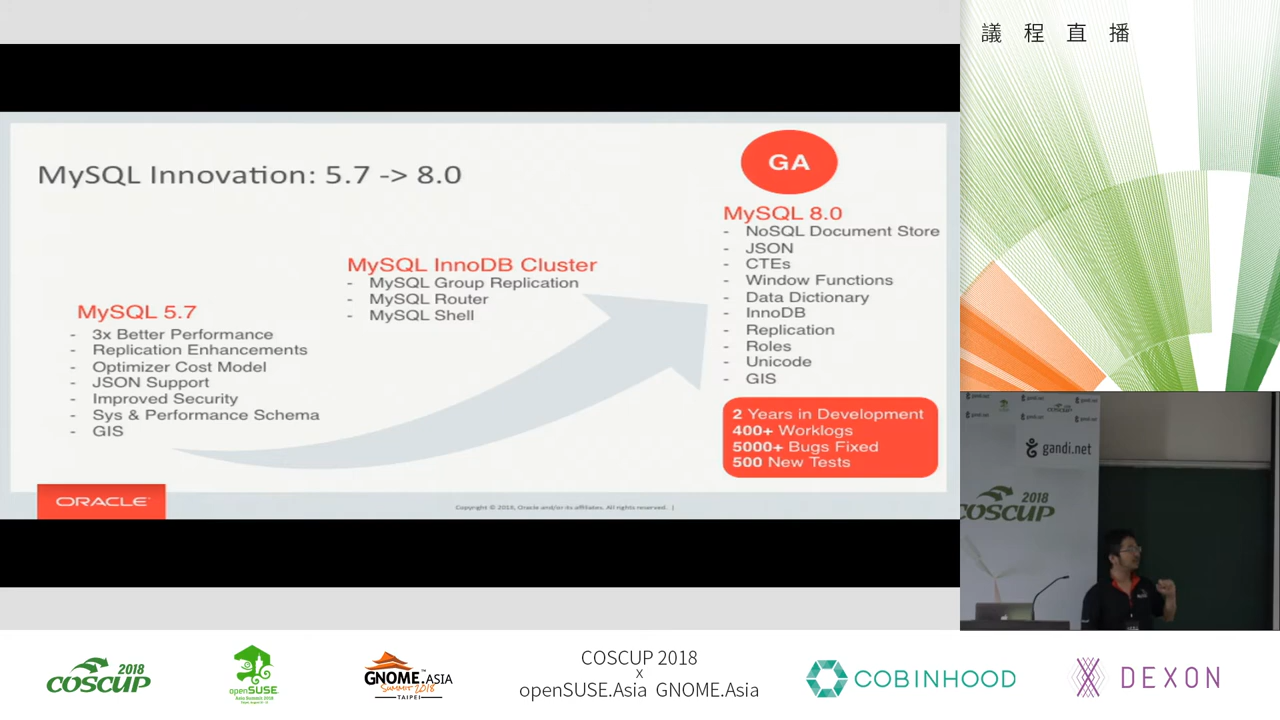 議程直播
MySQL Innovation: 5.7 -> 8.0
GA
MySQL 5.7
- 3x Better Performance
- Replication Enhancements
- Optimizer Cost Model
- JSON Support
- Improved Security
- Sys & Performance Schema
- GIS
MySQL InnoDB Cluster
- MySQL Group Replication
- MySQL Router
- MySQL Shell
MySQL 8.0
- NoSQL Document Store
- JSON
- CTEs
- Window Functions
- Data Dictionary
- InnoDB
- Replication
- Roles
- Unicode
- GIS
2 Years in Development
400+ Worklogs
5000+ Bugs Fixed
500 New Tests
ORACLE
Copyright © 2018, Oracle and/or its affiliates. All rights reserved. |
gandi.net
2018
COSCUP
2018
COSCUP
openSUSE
Asia Summit 2018
GNOME.ASIA
SUMMIT 2018
TAIPEI
COSCUP 2018
x
openSUSE.Asia GNOME.Asia
COBINHOOD
DEXON